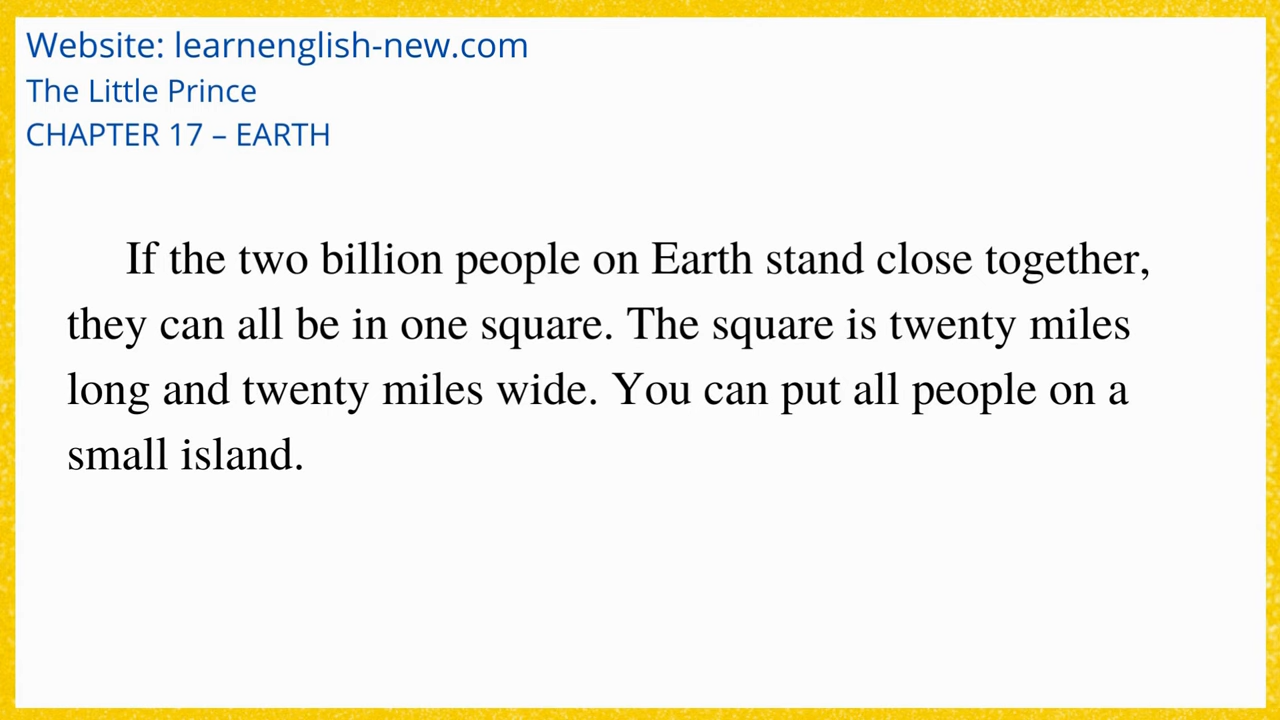 Website: learnenglish-new.com
The Little Prince
CHAPTER 17 – EARTH
If the two billion people on Earth stand close together,
they can all be in one square. The square is twenty miles
long and twenty miles wide. You can put all people on a
small island.